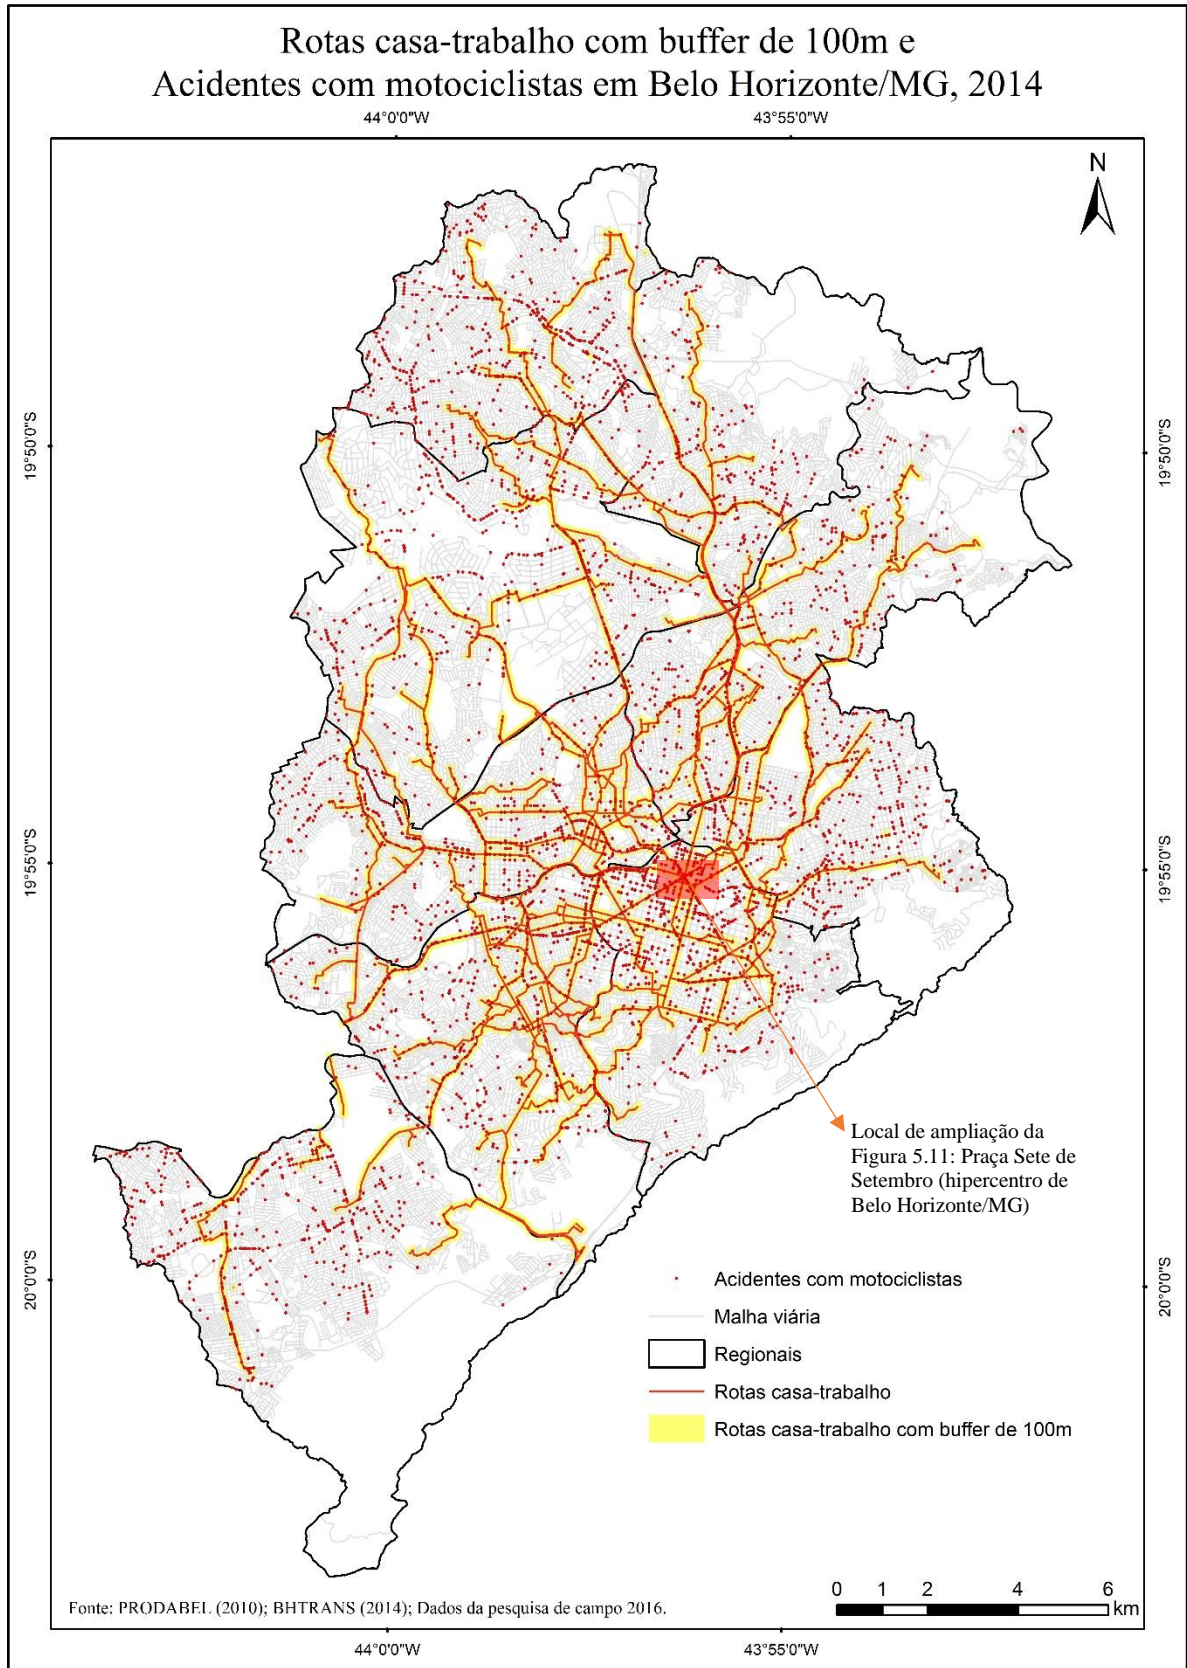 Rotas casa-trabalho com buffer de 100m e
Acidentes com motociclistas em Belo Horizonte/MG, 2014
44°0'0"W
43°55'0"W
N
19°50'0"S
19°50'0"S
19°55'0"S
19°55'0"S
Local de ampliação da
Figura 5.11: Praça Sete de
Setembro (hipercentro de
Belo Horizonte/MG)
20°0'0"S
20°0'0"S
Acidentes com motociclistas
Malha viária
Regionais
Rotas casa-trabalho
Rotas casa-trabalho com buffer de 100m
0 1 2 4 6
km
Fonte: PRODABEL (2010); BHTRANS (2014); Dados da pesquisa de campo 2016.
44°0'0"W
43°55'0"W